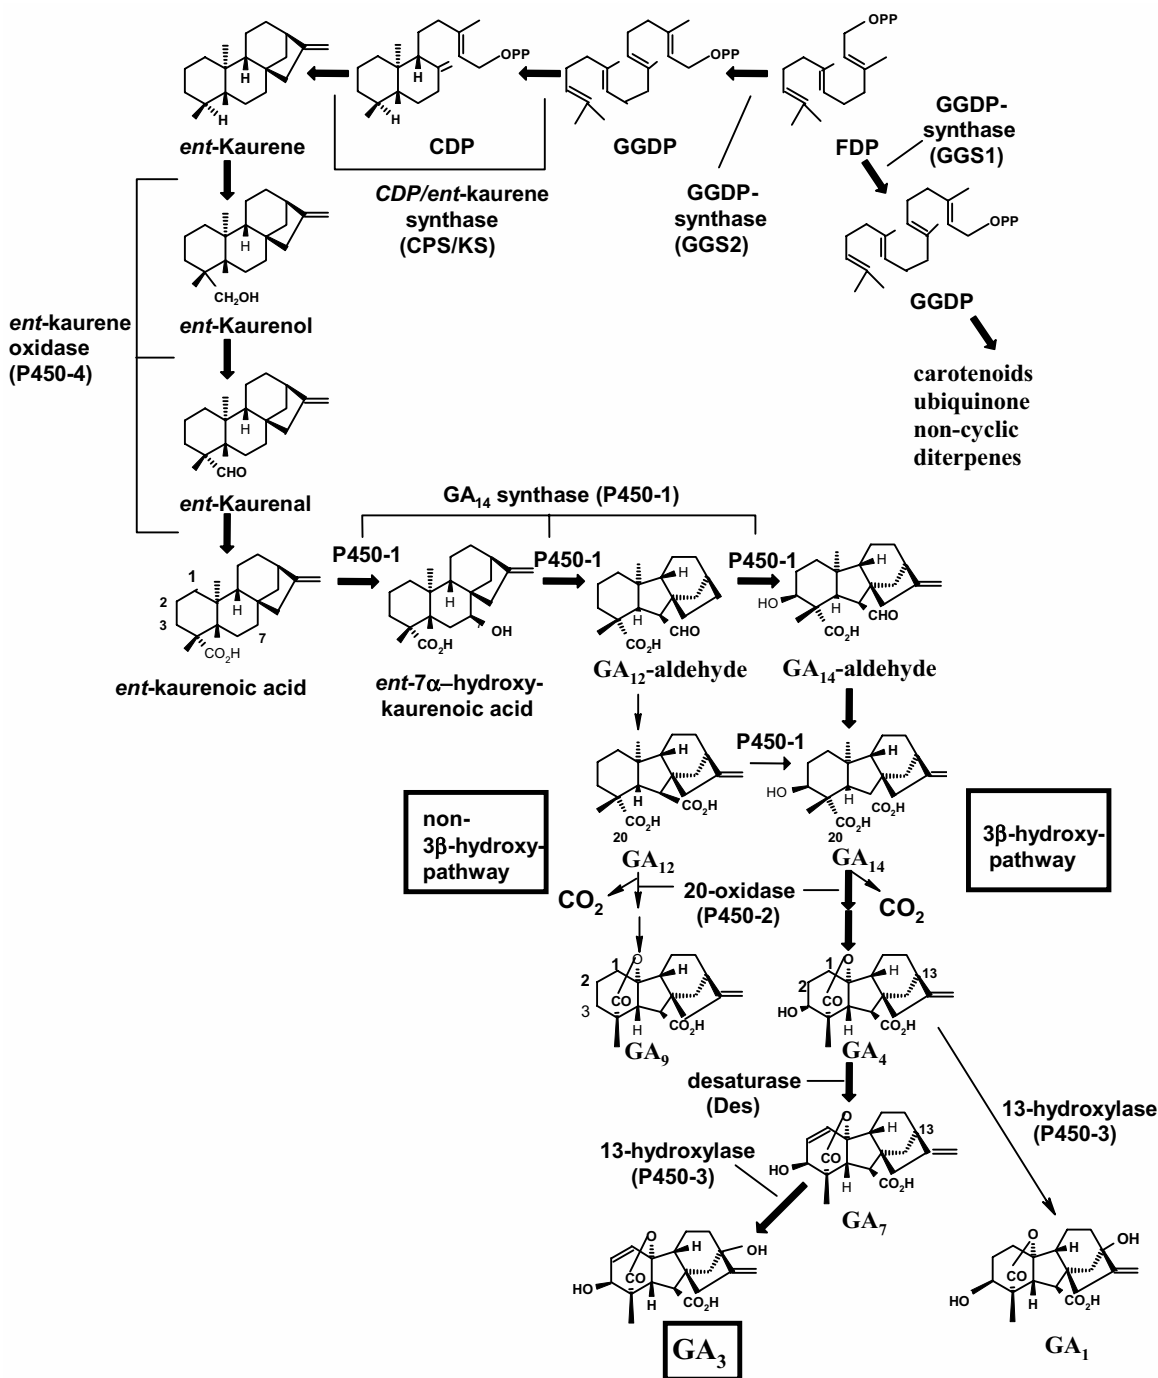 OPP
OPP
OPP
H
H
H
H
ent-Kaurene
CDP
GGDP
FDP
GGDP-
synthase
(GGS1)
CDP/ent-kaurene
synthase
(CPS/KS)
GGDP-
synthase
(GGS2)
OPP
GGDP
H
CH2OH
ent-kaurene
oxidase
(P450-4)
ent-Kaurenol
carotenoids
ubiquinone
non-cyclic
diterpenes
H
CHO
ent-Kaurenal
GA14 synthase (P450-1)
P450-1
P450-1
P450-1
1
2
3
7
H
CO2H
H
OH
CO2H
H
H
CHO
CO2H
HO
H
H
CHO
CO2H
ent-kaurenoic acid
ent-7α–hydroxy-
kaurenoic acid
GA12-aldehyde
GA14-aldehyde
P450-1
H
H
CO2H
CO2H
20
HO
H
H
CO2H
CO2H
20
non-
3β-hydroxy-
pathway
3β-hydroxy-
pathway
GA12
GA14
CO2
20-oxidase
(P450-2)
CO2
O
1
2
3
CO
H
H
CO2H
O
1
2
13
HO
CO
H
H
CO2H
GA9
GA4
desaturase
(Des)
13-hydroxylase
(P450-3)
13-hydroxylase
(P450-3)
O
H
13
HO
CO
H
CO2H
GA7
O
H
OH
HO
CO
H
CO2H
GA3
O
H
OH
HO
CO
H
CO2H
GA1